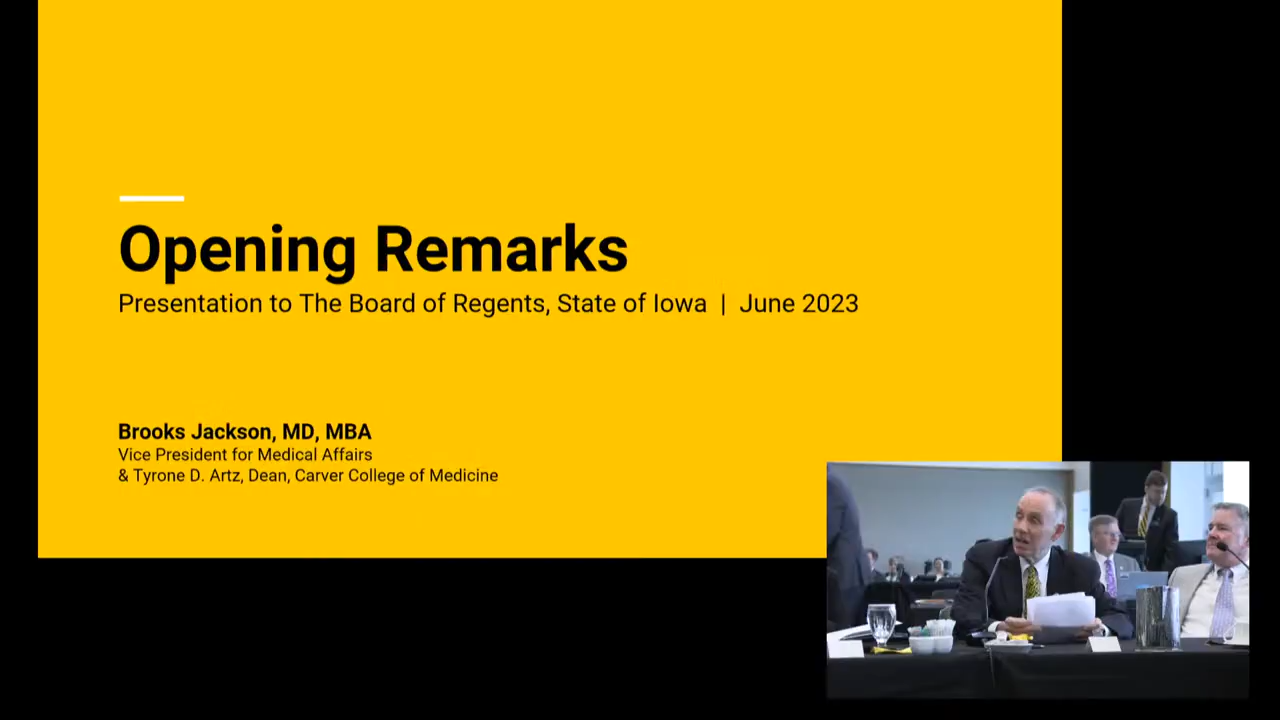 Opening Remarks
Presentation to The Board of Regents, State of Iowa | June 2023
Brooks Jackson, MD, MBA
Vice President for Medical Affairs
& Tyrone D. Artz, Dean, Carver College of Medicine